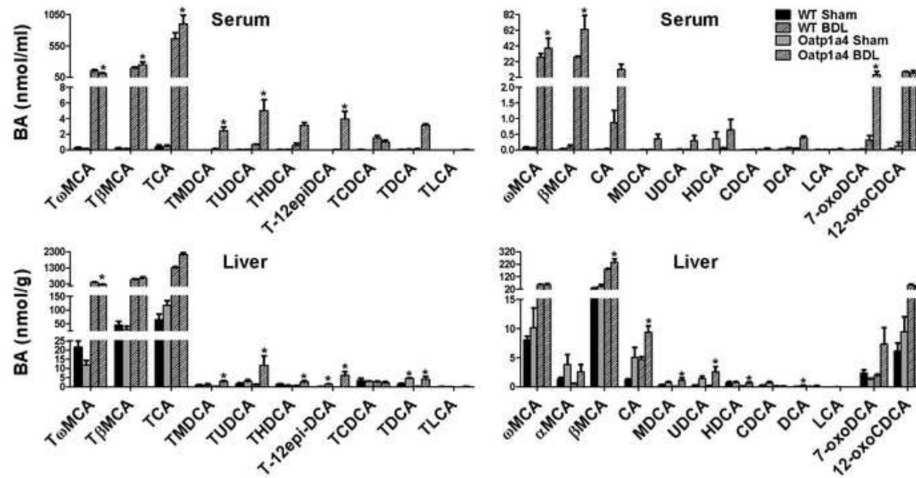 Serum
BA (nmol/ml)
1050
550
50
8
6
4
2
0
TωMCA
TβMCA
TCA
TMDCA
TUDCA
THDCA
T-12epiDCA
TCDCA
TDCA
TLCA
* * * * * *
Serum
82
62
42
22
2
2.0
1.5
1.0
0.5
0.0
WT Sham
WT BDL
Oatp1a4 Sham
Oatp1a4 BDL
ωMCA
βMCA
CA
MDCA
UDCA
HDCA
CDCA
DCA
LCA
7-oxoDCA
12-oxoCDCA
* * *
Liver
BA (nmol/g)
2300
1300
300
150
100
50
25
20
15
10
5
0
TωMCA
TβMCA
TCA
TMDCA
TUDCA
THDCA
T-12epi-DCA
TCDCA
TDCA
TLCA
* * * * * * *
Liver
320
220
120
20
15
10
5
0
ωMCA
αMCA
βMCA
CA
MDCA
UDCA
HDCA
CDCA
DCA
LCA
7-oxoDCA
12-oxoCDCA
* * * * * *